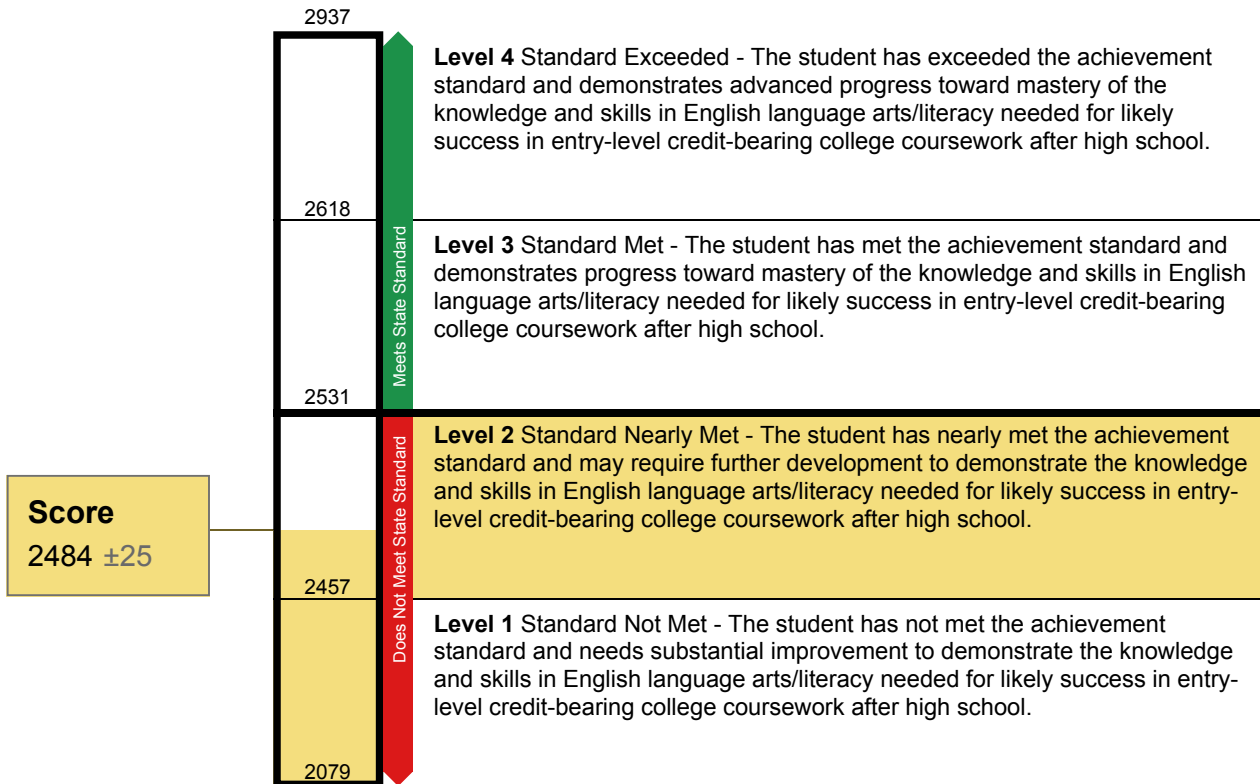 2937
Level 4 Standard Exceeded - The student has exceeded the achievement
standard and demonstrates advanced progress toward mastery of the
knowledge and skills in English language arts/literacy needed for likely
success in entry-level credit-bearing college coursework after high school.
2618
Meets State Standard
Level 3 Standard Met - The student has met the achievement standard and
demonstrates progress toward mastery of the knowledge and skills in English
language arts/literacy needed for likely success in entry-level credit-bearing
college coursework after high school.
2531
Level 2 Standard Nearly Met - The student has nearly met the achievement
standard and may require further development to demonstrate the knowledge
and skills in English language arts/literacy needed for likely success in entry-
level credit-bearing college coursework after high school.
Score
2484 ±25
Does Not Meet State Standard
2457
Level 1 Standard Not Met - The student has not met the achievement
standard and needs substantial improvement to demonstrate the knowledge
and skills in English language arts/literacy needed for likely success in entry-
level credit-bearing college coursework after high school.
2079